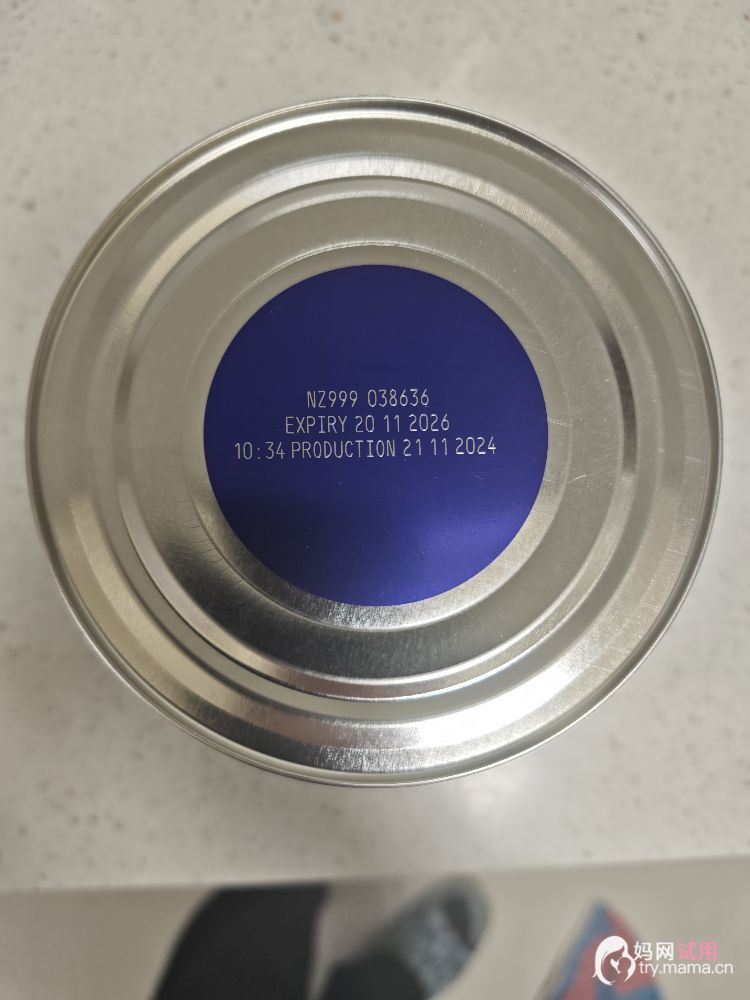 NZ999 038636
EXPIRY 20 11 2026
10:34 PRODUCTION 21 11 2024
妈网试用
try.mama.cn